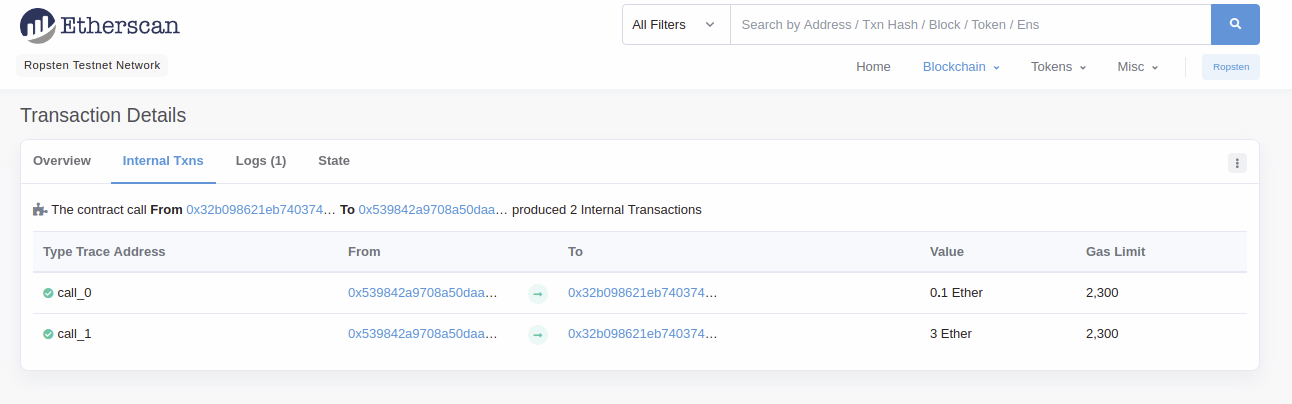 Etherscan
All Filters Search by Address / Txn Hash / Block / Token / Ens
Ropsten Testnet Network
Home Blockchain Tokens Misc Ropsten
Transaction Details
Overview Internal Txns Logs (1) State
The contract call From 0x32b098621eb740374... To 0x539842a9708a50daa... produced 2 Internal Transactions
Type Trace Address From To Value Gas Limit
call_0 0x539842a9708a50daa... → 0x32b098621eb740374... 0.1 Ether 2,300
call_1 0x539842a9708a50daa... → 0x32b098621eb740374... 3 Ether 2,300